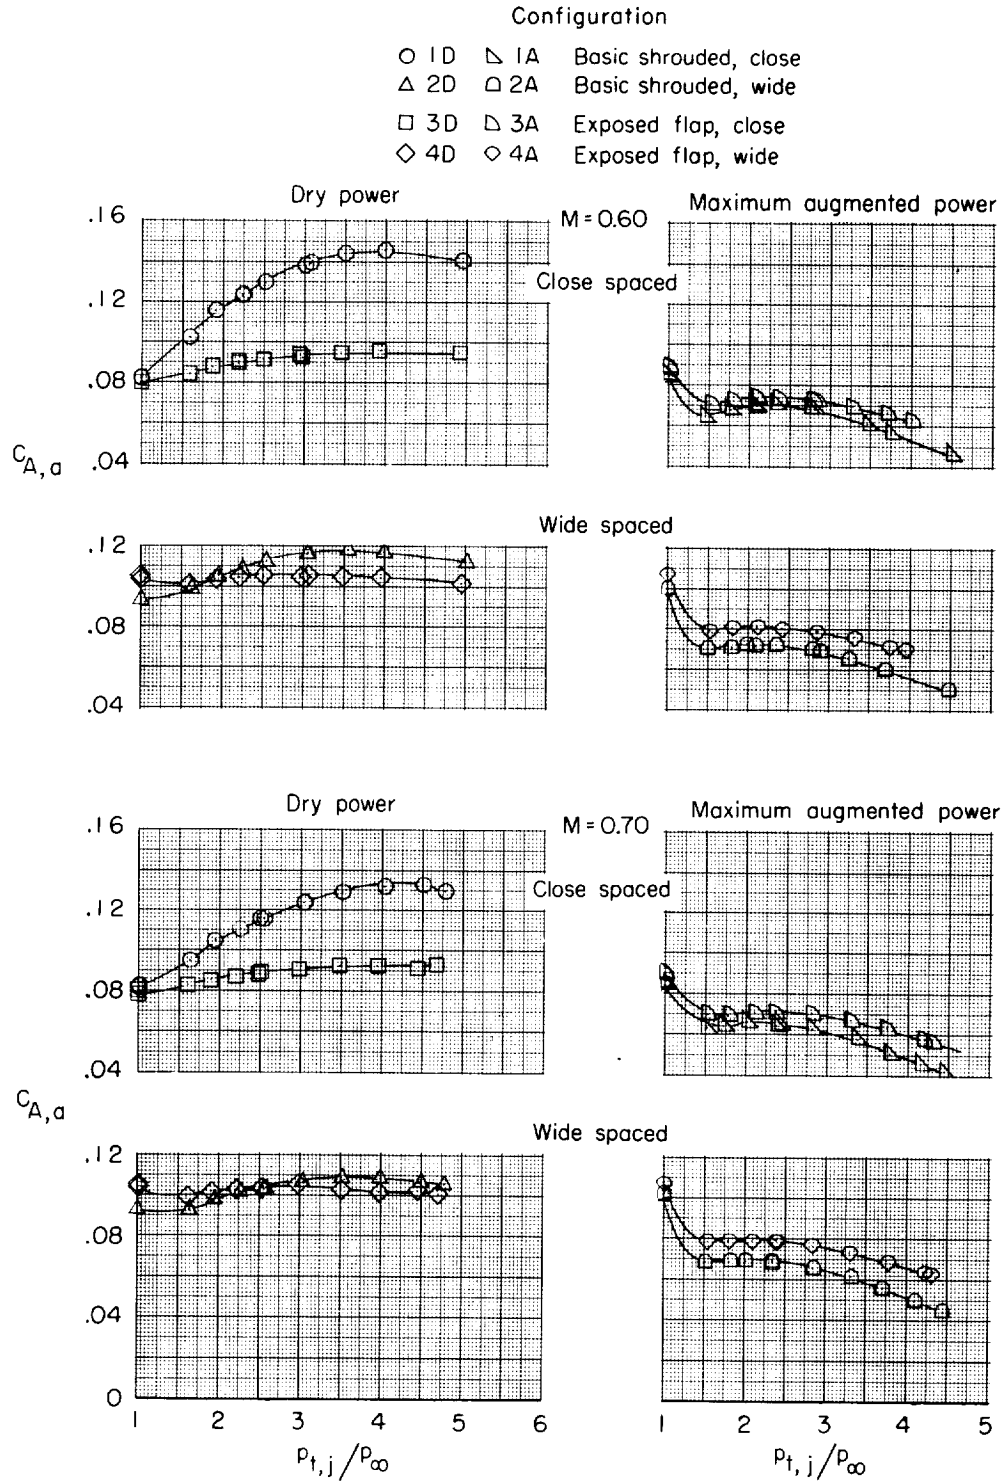 Configuration
1D 1A Basic shrouded, close
2D 2A Basic shrouded, wide
3D 3A Exposed flap, close
4D 4A Exposed flap, wide
Dry power
M = 0.60
Maximum augmented power
Close spaced
.16
.12
.08
.04
C_A,a
Wide spaced
.12
.08
.04
Dry power
M = 0.70
Maximum augmented power
Close spaced
.16
.12
.08
.04
C_A,a
Wide spaced
.12
.08
.04
0
1 2 3 4 5 6
1 2 3 4 5
p_t,j/p_∞
p_t,j/p_∞